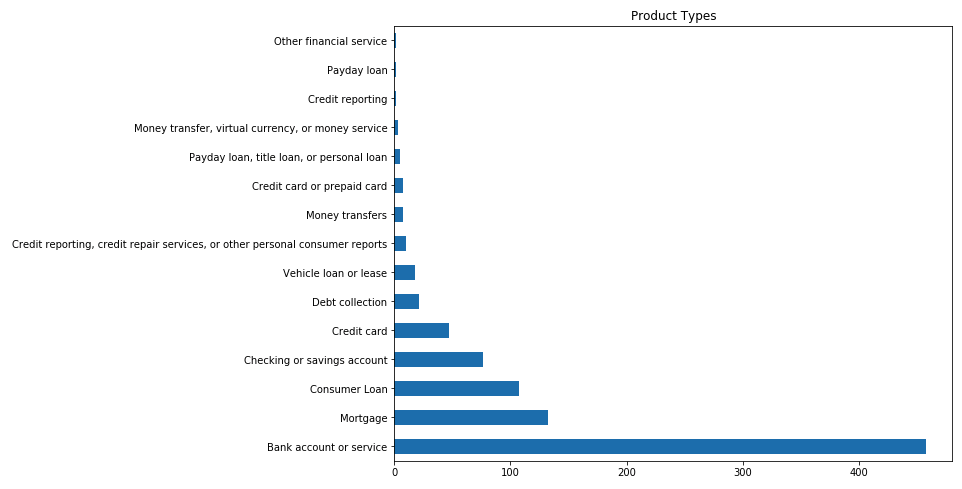 Product Types
Other financial service
Payday loan
Credit reporting
Money transfer, virtual currency, or money service
Payday loan, title loan, or personal loan
Credit card or prepaid card
Money transfers
Credit reporting, credit repair services, or other personal consumer reports
Vehicle loan or lease
Debt collection
Credit card
Checking or savings account
Consumer Loan
Mortgage
Bank account or service
0 100 200 300 400